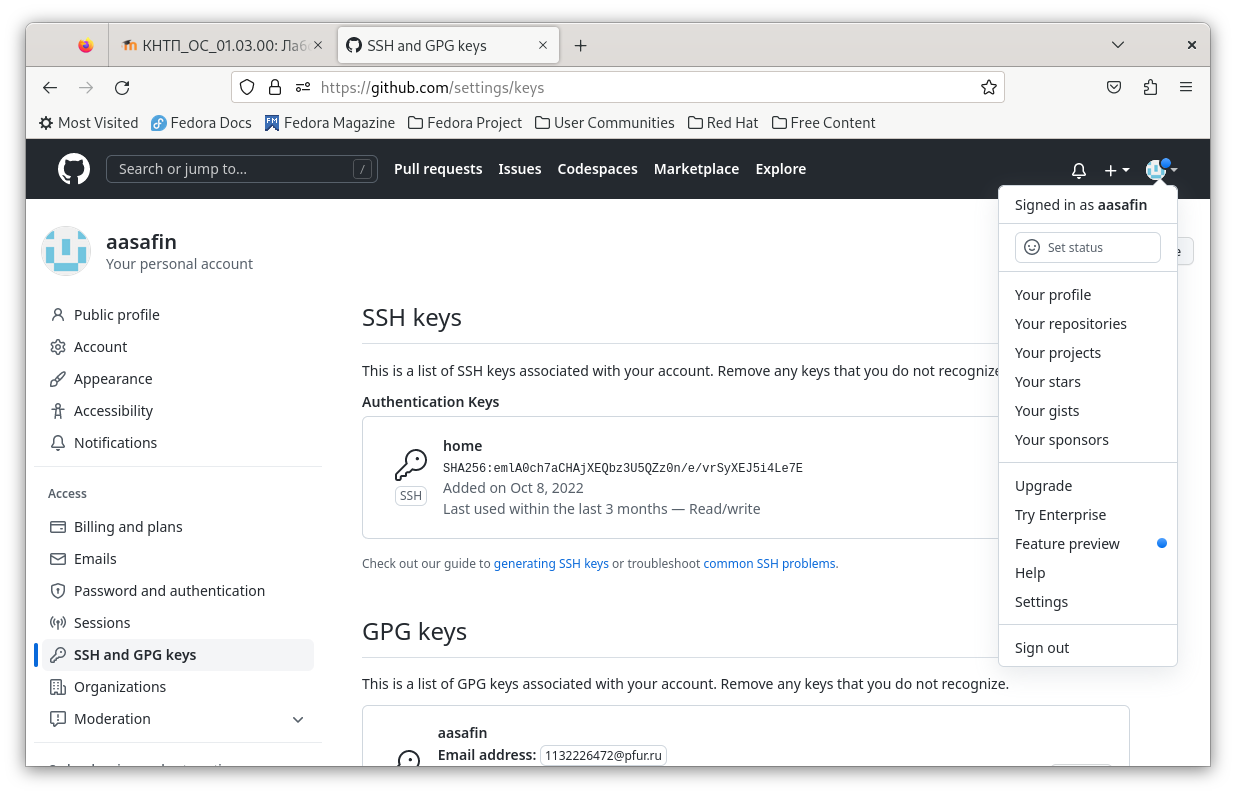 КНТП_ОС_01.03.00: Лаб
SSH and GPG keys
https://github.com/settings/keys
Most Visited
Fedora Docs
Fedora Magazine
Fedora Project
User Communities
Red Hat
Free Content
Search or jump to...
/
Pull requests
Issues
Codespaces
Marketplace
Explore
aasafin
Your personal account
Public profile
Account
Appearance
Accessibility
Notifications
Access
Billing and plans
Emails
Password and authentication
Sessions
SSH and GPG keys
Organizations
Moderation
SSH keys
This is a list of SSH keys associated with your account. Remove any keys that you do not recognize
Authentication Keys
home
SHA256:emlA0ch7aCHAjXEQbz3U5QZz0n/e/vrSyXEJ5i4Le7E
SSH
Added on Oct 8, 2022
Last used within the last 3 months — Read/write
Check out our guide to generating SSH keys or troubleshoot common SSH problems.
GPG keys
This is a list of GPG keys associated with your account. Remove any keys that you do not recognize.
aasafin
Email address: 1132226472@pfur.ru
Signed in as aasafin
Set status
Your profile
Your repositories
Your projects
Your stars
Your gists
Your sponsors
Upgrade
Try Enterprise
Feature preview
Help
Settings
Sign out